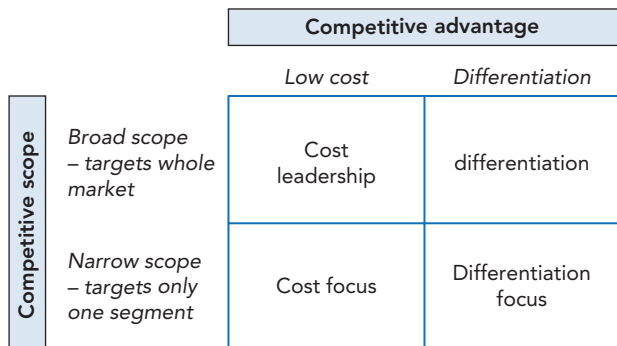 Competitive advantage
Low cost
Differentiation
Competitive scope
Broad scope
– targets whole
market
Cost
leadership
differentiation
Narrow scope
– targets only
one segment
Cost focus
Differentiation
focus